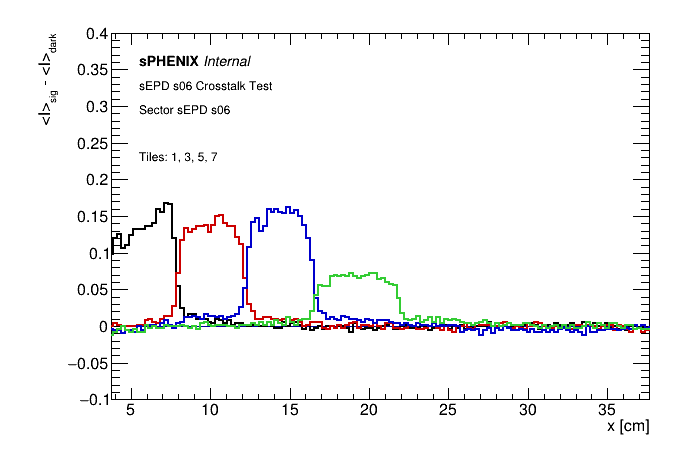 <I>sig - <I>dark
0.4
0.35
0.3
0.25
0.2
0.15
0.1
0.05
0
−0.05
−0.1
sPHENIX Internal
sEPD s06 Crosstalk Test
Sector sEPD s06
Tiles: 1, 3, 5, 7
5 10 15 20 25 30 35
x [cm]